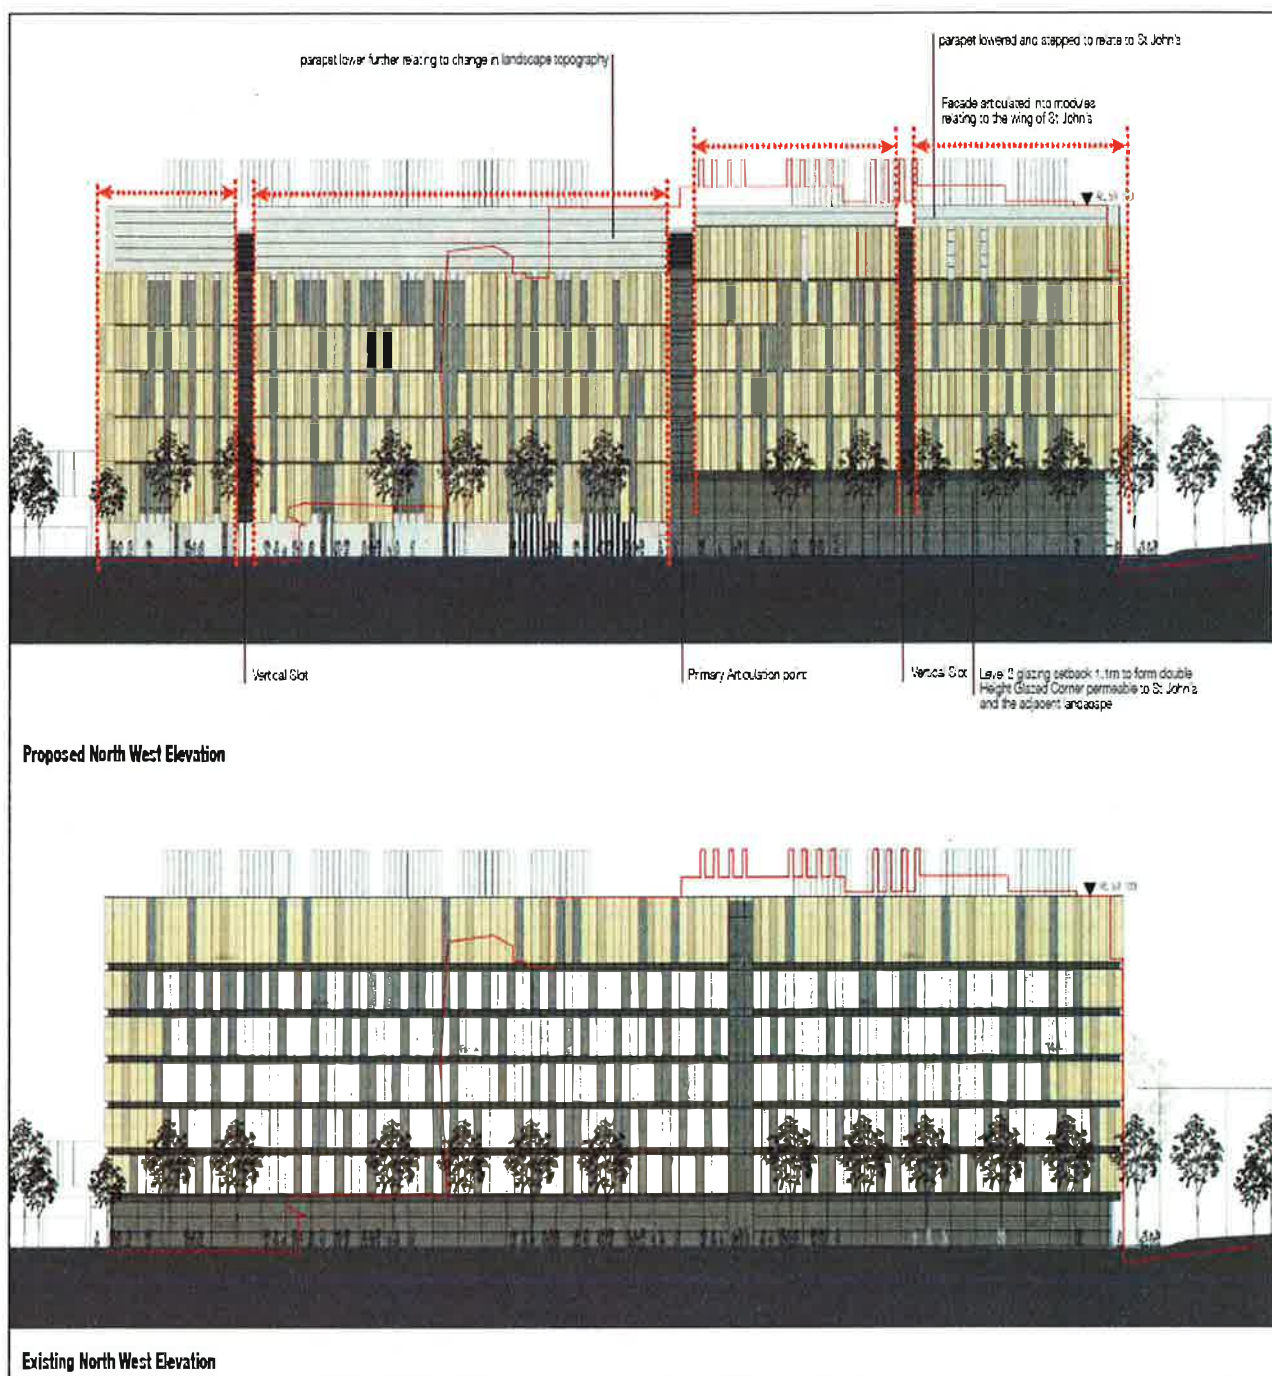 parapet lowered and stepped to relate to St John's
parapet lower further relating to change in landscape topography
Facade articulated into modules
relating to the wing of St John's
Vertical Slot
Primary Articulation point
Vertical Slot
Level 2 glazing setback 1.1m to form double
Height Glazed Corner permeable to St John's
and the adjacent landscape
Proposed North West Elevation
Existing North West Elevation